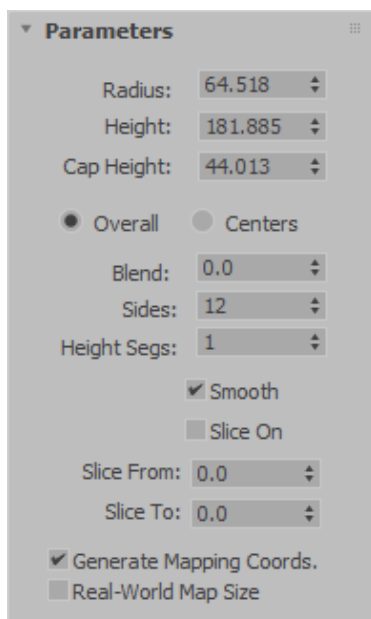 Parameters
Radius: 64.518
Height: 181.885
Cap Height: 44.013
Overall Centers
Blend: 0.0
Sides: 12
Height Segs: 1
Smooth
Slice On
Slice From: 0.0
Slice To: 0.0
Generate Mapping Coords.
Real-World Map Size